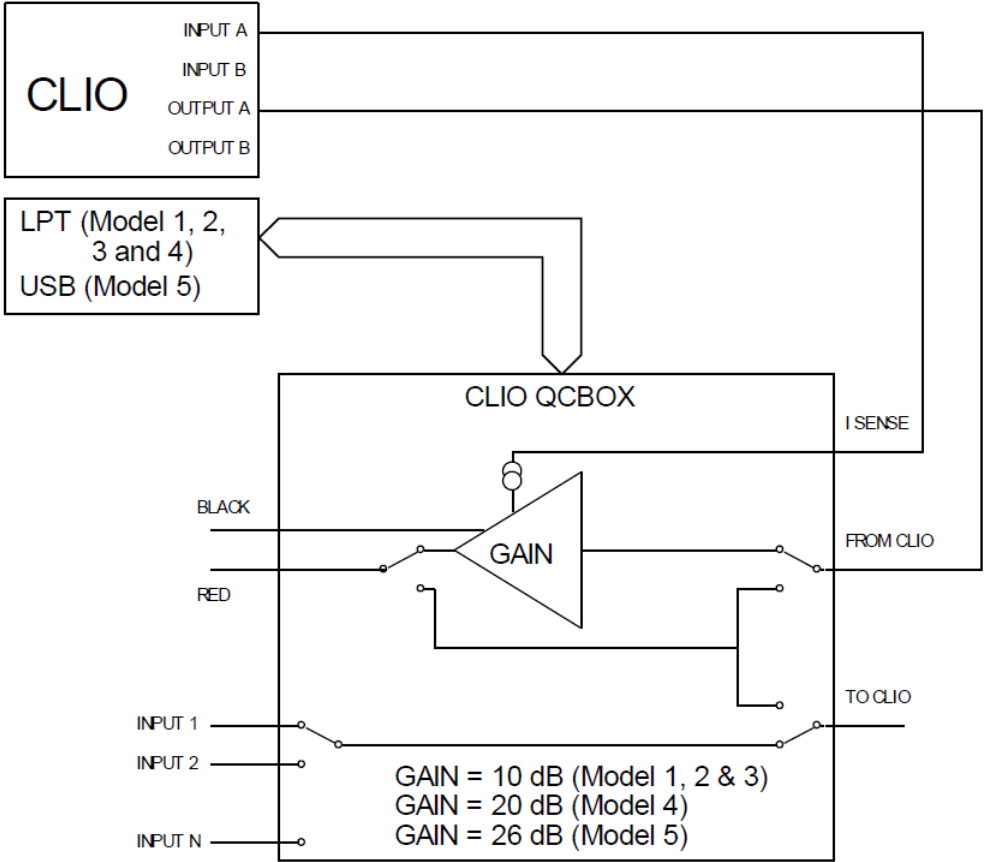 INPUT A
INPUT B
CLIO
OUTPUT A
OUTPUT B
LPT (Model 1, 2,
3 and 4)
USB (Model 5)
CLIO QCBOX
I SENSE
BLACK
GAIN
FROM CLIO
RED
TO CLIO
INPUT 1
INPUT 2
GAIN = 10 dB (Model 1, 2 & 3)
GAIN = 20 dB (Model 4)
GAIN = 26 dB (Model 5)
INPUT N